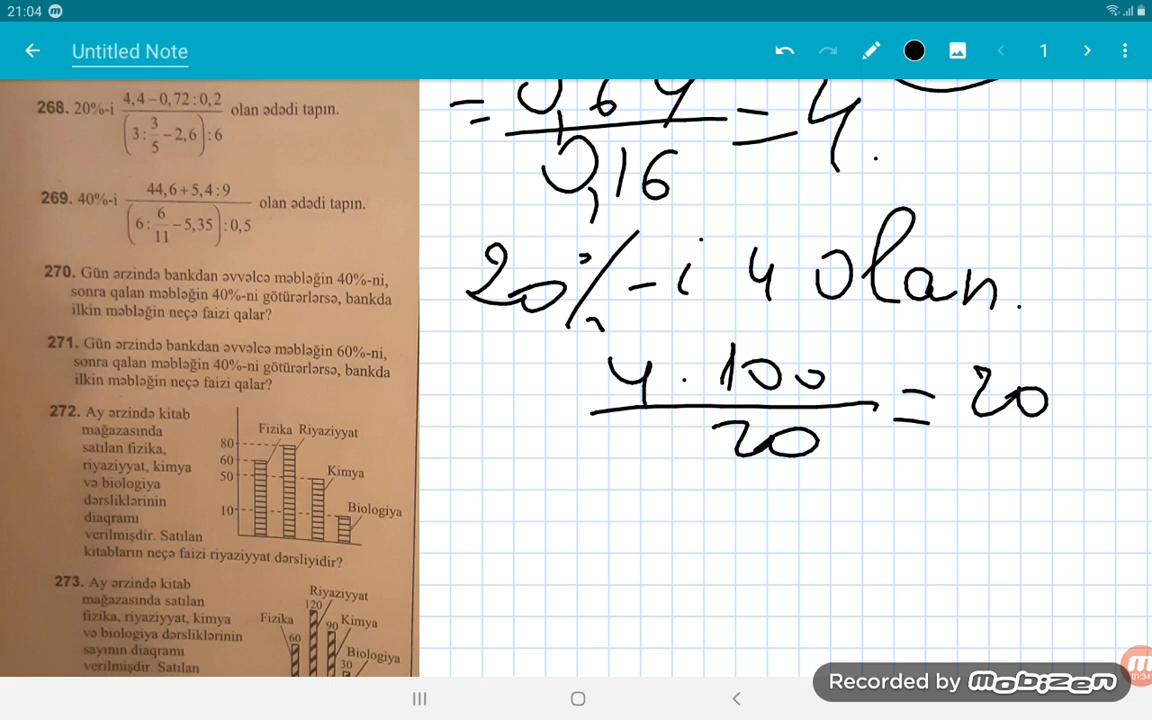 21:04
Untitled Note
1
268. 20%-i (4,4 – 0,72 : 0,2) / ((3 : 3/5 – 2,6) : 6) olan ədədi tapın.
269. 40%-i (44,6 + 5,4 : 9) / ((6 : 6/11 – 5,35) : 0,5) olan ədədi tapın.
270. Gün ərzində bankdan əvvəlcə məbləğin 40%-ni,
sonra qalan məbləğin 40%-ni götürərlərsə, bankda
ilkin məbləğin neçə faizi qalar?
271. Gün ərzində bankdan əvvəlcə məbləğin 60%-ni,
sonra qalan məbləğin 40%-ni götürərlərsə, bankda
ilkin məbləğin neçə faizi qalar?
272. Ay ərzində kitab
mağazasında
satılan fizika,
riyaziyyat, kimya
və biologiya
dərsliklərinin
diaqramı
verilmişdir. Satılan
kitabların neçə faizi riyaziyyat dərsliyidir?
Fizika Riyaziyyat
80
60
50
Kimya
10
Biologiya
273. Ay ərzində kitab
mağazasında satılan
fizika, riyaziyyat, kimya
və biologiya dərsliklərinin
sayının diaqramı
verilmişdir. Satılan
Riyaziyyat
120
Fizika
90 Kimya
60
Biologiya
30
= 0,64 / 0,16 = 4.
20%-i 4 olan.
4 · 100 / 20 = 20
Recorded by mobizen
01:34